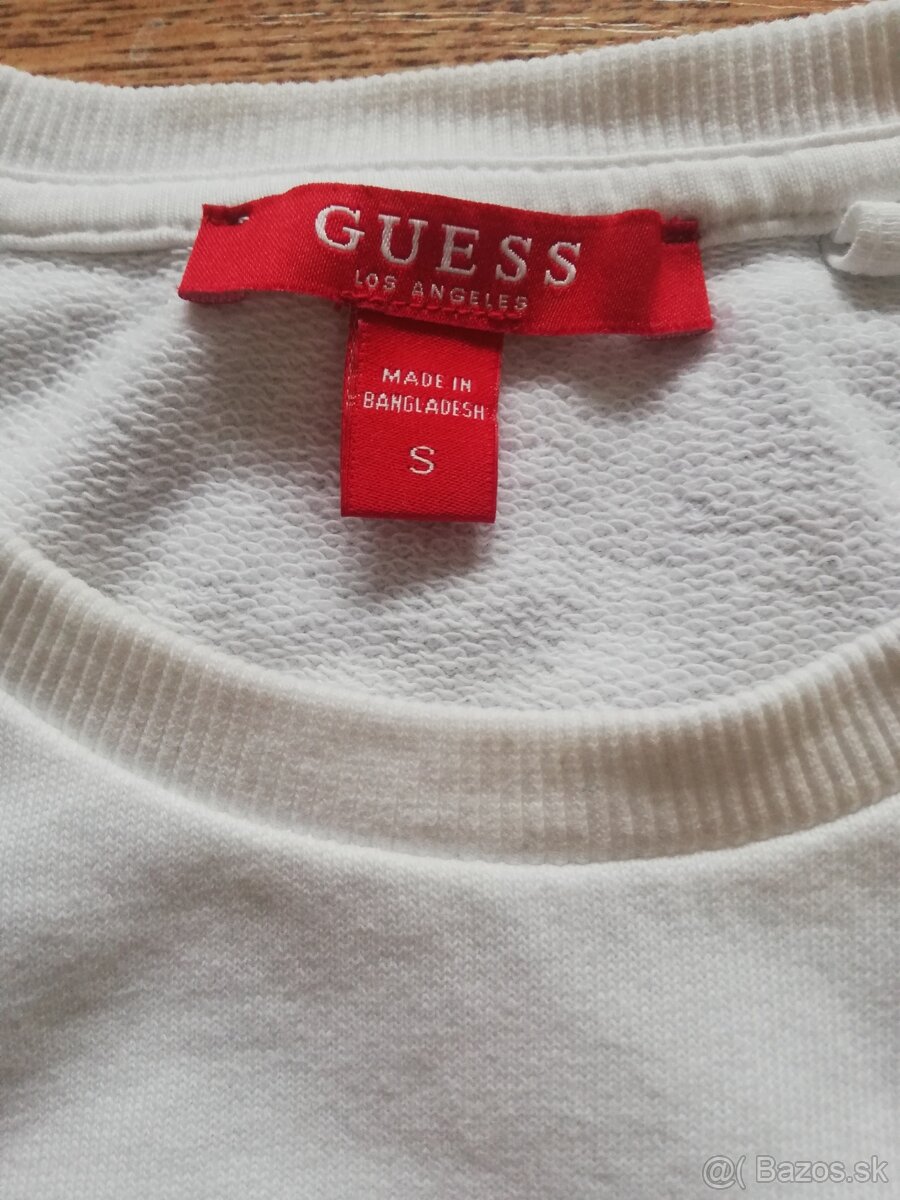 GUESS
LOS ANGELES
MADE IN
BANGLADESH
S
@( Bazos.sk